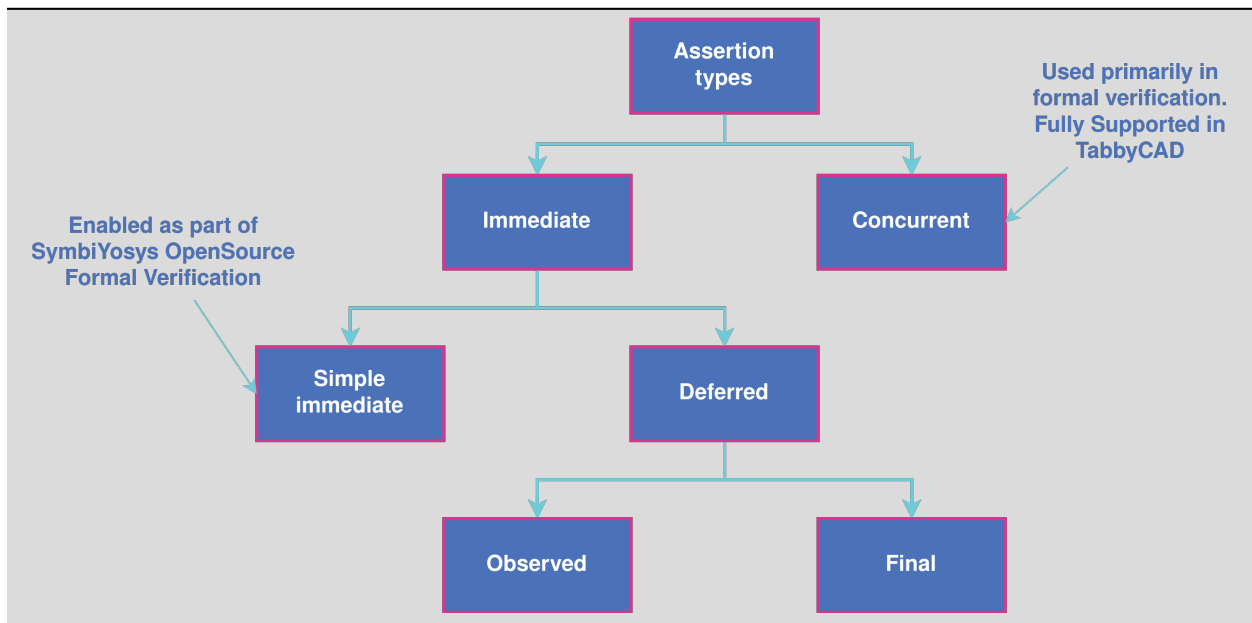 Assertion
types
Used primarily in
formal verification.
Fully Supported in
TabbyCAD
Immediate
Concurrent
Enabled as part of
SymbiYosys OpenSource
Formal Verification
Simple
immediate
Deferred
Observed
Final